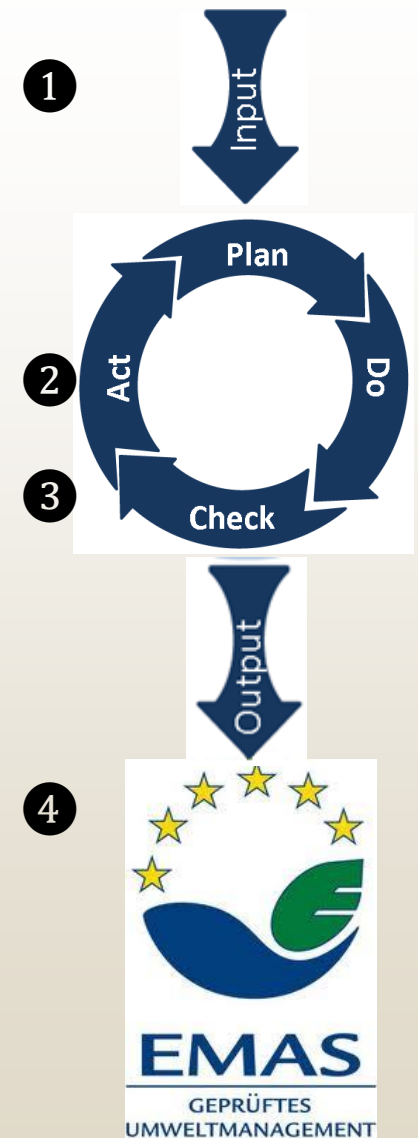 ❶
Input
Plan
Do
❷
Act
❸
Check
Output
❹
EMAS
GEPRÜFTES
UMWELTMANAGEMENT